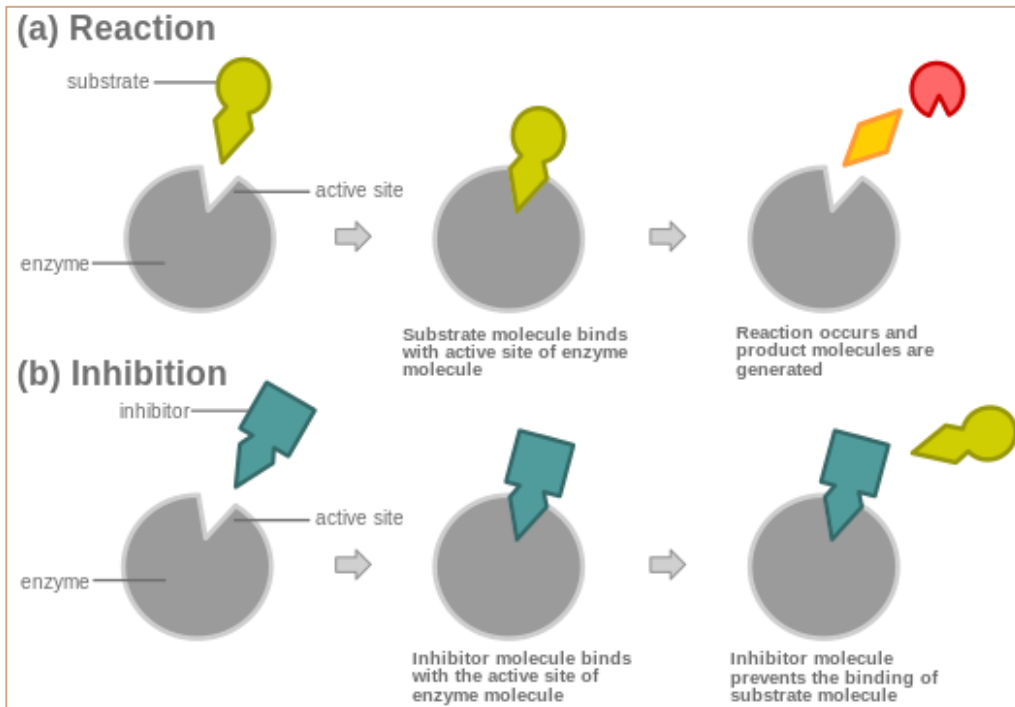 (a) Reaction
substrate
active site
enzyme
Substrate molecule binds
with active site of enzyme
molecule
Reaction occurs and
product molecules are
generated
(b) Inhibition
inhibitor
active site
enzyme
Inhibitor molecule binds
with the active site of
enzyme molecule
Inhibitor molecule
prevents the binding of
substrate molecule